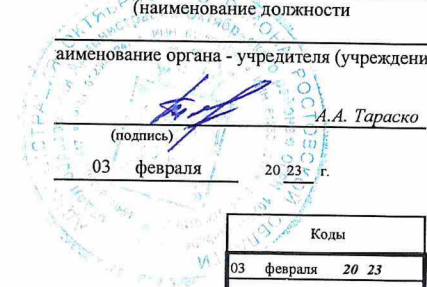 (наименование должности
аименование органа - учредителя (учреждени
А.А. Тараско
(подпись)
03 февраля 20 23 г.
Коды
03 февраля 20 23